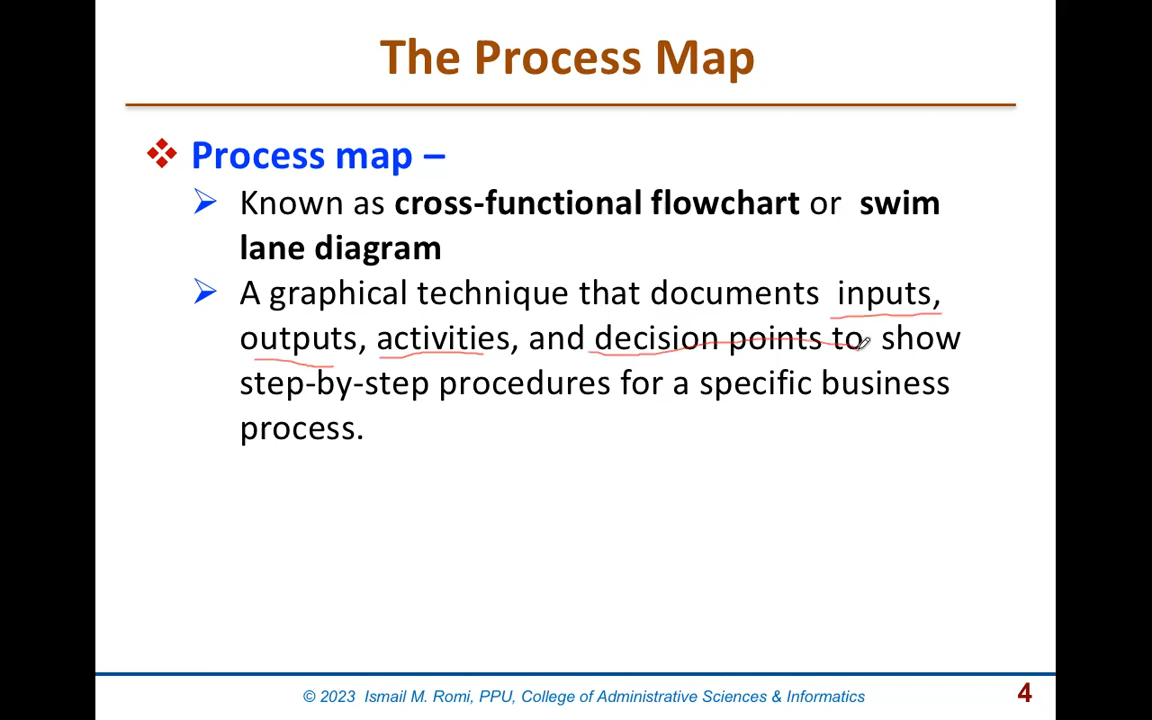 The Process Map
Process map –
Known as cross-functional flowchart or swim
lane diagram
A graphical technique that documents inputs,
outputs, activities, and decision points to show
step-by-step procedures for a specific business
process.
© 2023 Ismail M. Romi, PPU, College of Administrative Sciences & Informatics
4